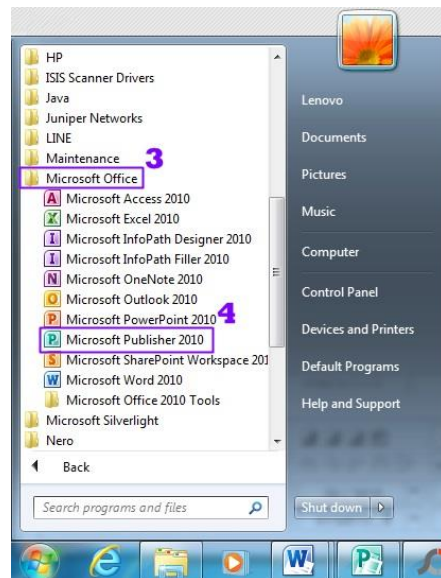 HP
ISIS Scanner Drivers
Java
Juniper Networks
LINE
Maintenance
3
Microsoft Office
Microsoft Access 2010
Microsoft Excel 2010
Microsoft InfoPath Designer 2010
Microsoft InfoPath Filler 2010
Microsoft OneNote 2010
Microsoft Outlook 2010
Microsoft PowerPoint 2010
4
Microsoft Publisher 2010
Microsoft SharePoint Workspace 201
Microsoft Word 2010
Microsoft Office 2010 Tools
Microsoft Silverlight
Nero
Back
Search programs and files
Lenovo
Documents
Pictures
Music
Computer
Control Panel
Devices and Printers
Default Programs
Help and Support
Shut down